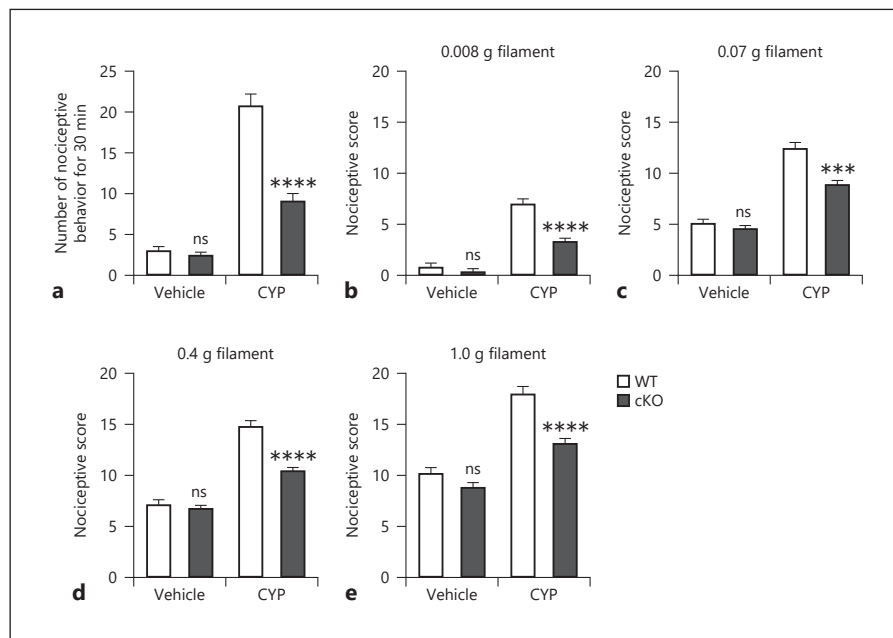 25
20
15
10
5
0
Number of nociceptive
behavior for 30 min
ns
****
Vehicle
CYP
a
0.008 g filament
20
15
10
5
0
Nociceptive score
ns
****
Vehicle
CYP
b
0.07 g filament
20
15
10
5
0
Nociceptive score
ns
***
Vehicle
CYP
c
0.4 g filament
20
15
10
5
0
Nociceptive score
ns
****
Vehicle
CYP
d
1.0 g filament
20
15
10
5
0
Nociceptive score
ns
****
Vehicle
CYP
e
WT
cKO